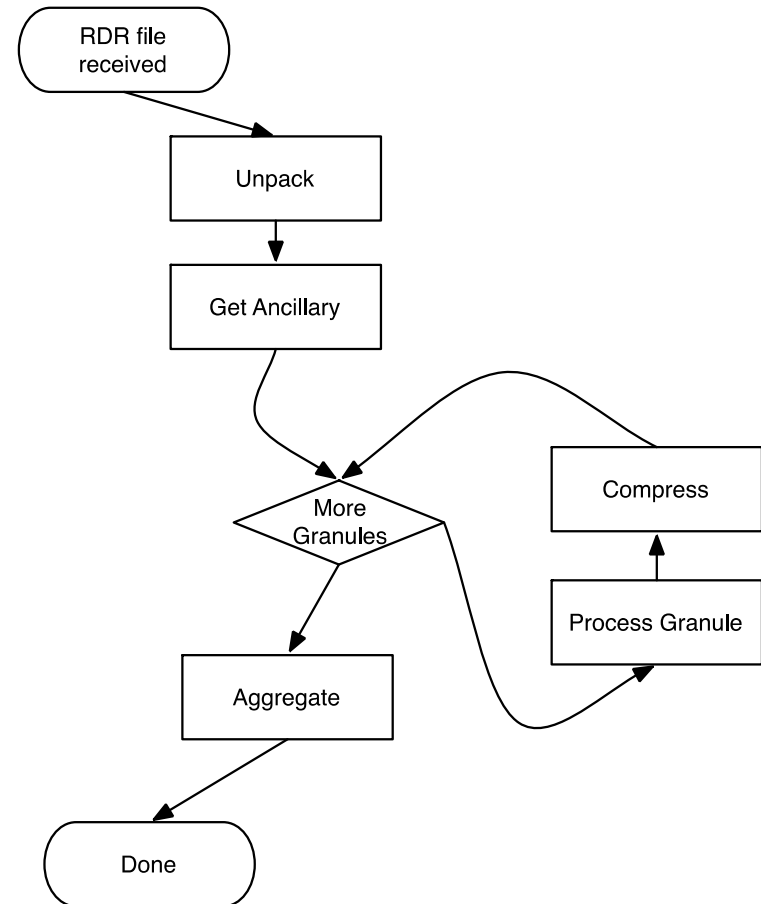 RDR file
received
Unpack
Get Ancillary
More
Granules
Compress
Process Granule
Aggregate
Done